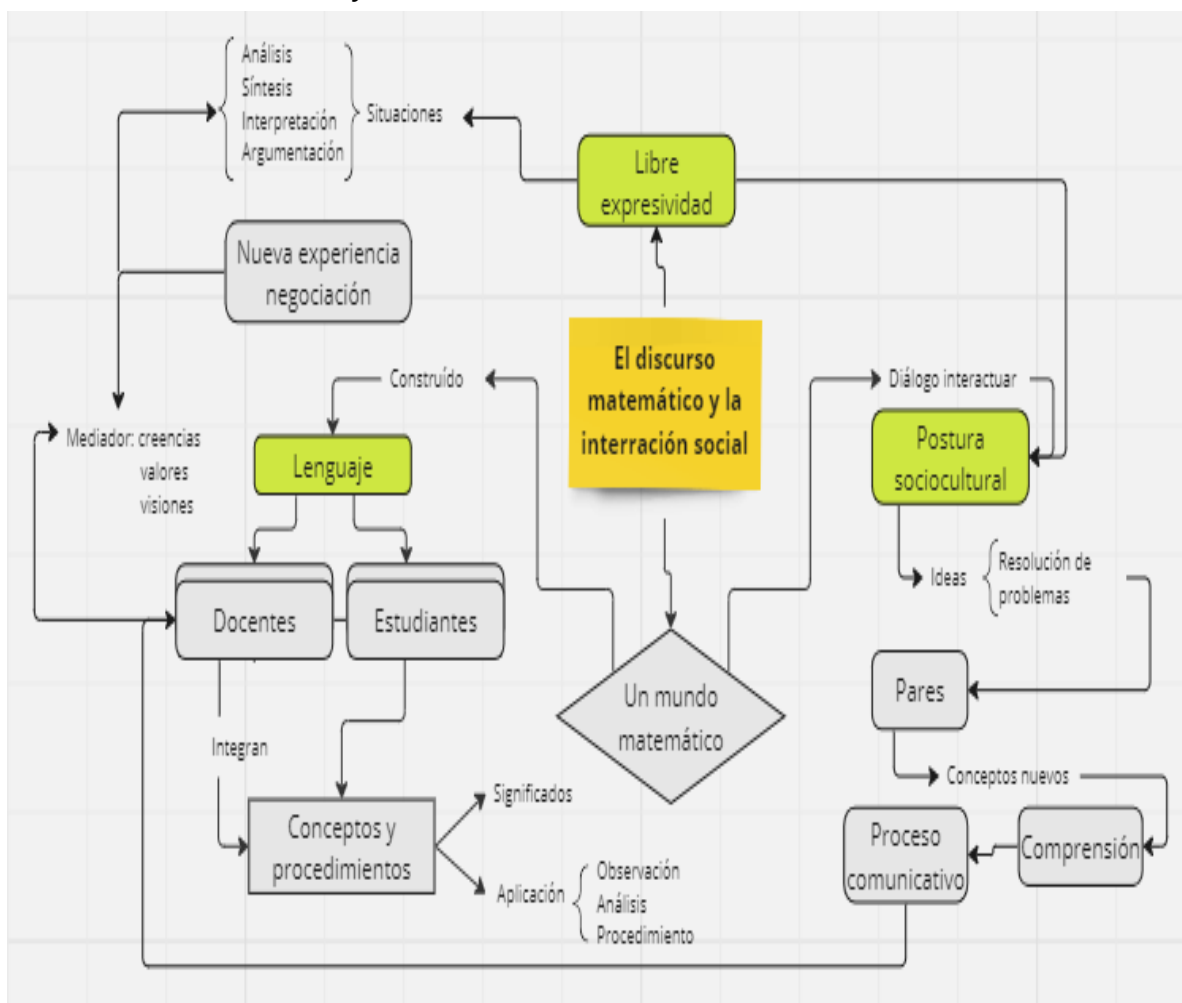 Análisis
Síntesis
Interpretación
Argumentación
Situaciones
Libre
expresividad
Nueva experiencia
negociación
El discurso
matemático y la
interración social
Construído
Diálogo interactuar
Mediador: creencias
valores
visiones
Lenguaje
Postura
sociocultural
Ideas
Resolución de
problemas
Docentes
Estudiantes
Pares
Un mundo
matemático
Integran
Conceptos nuevos
Significados
Conceptos y
procedimientos
Proceso
comunicativo
Comprensión
Aplicación
Observación
Análisis
Procedimiento